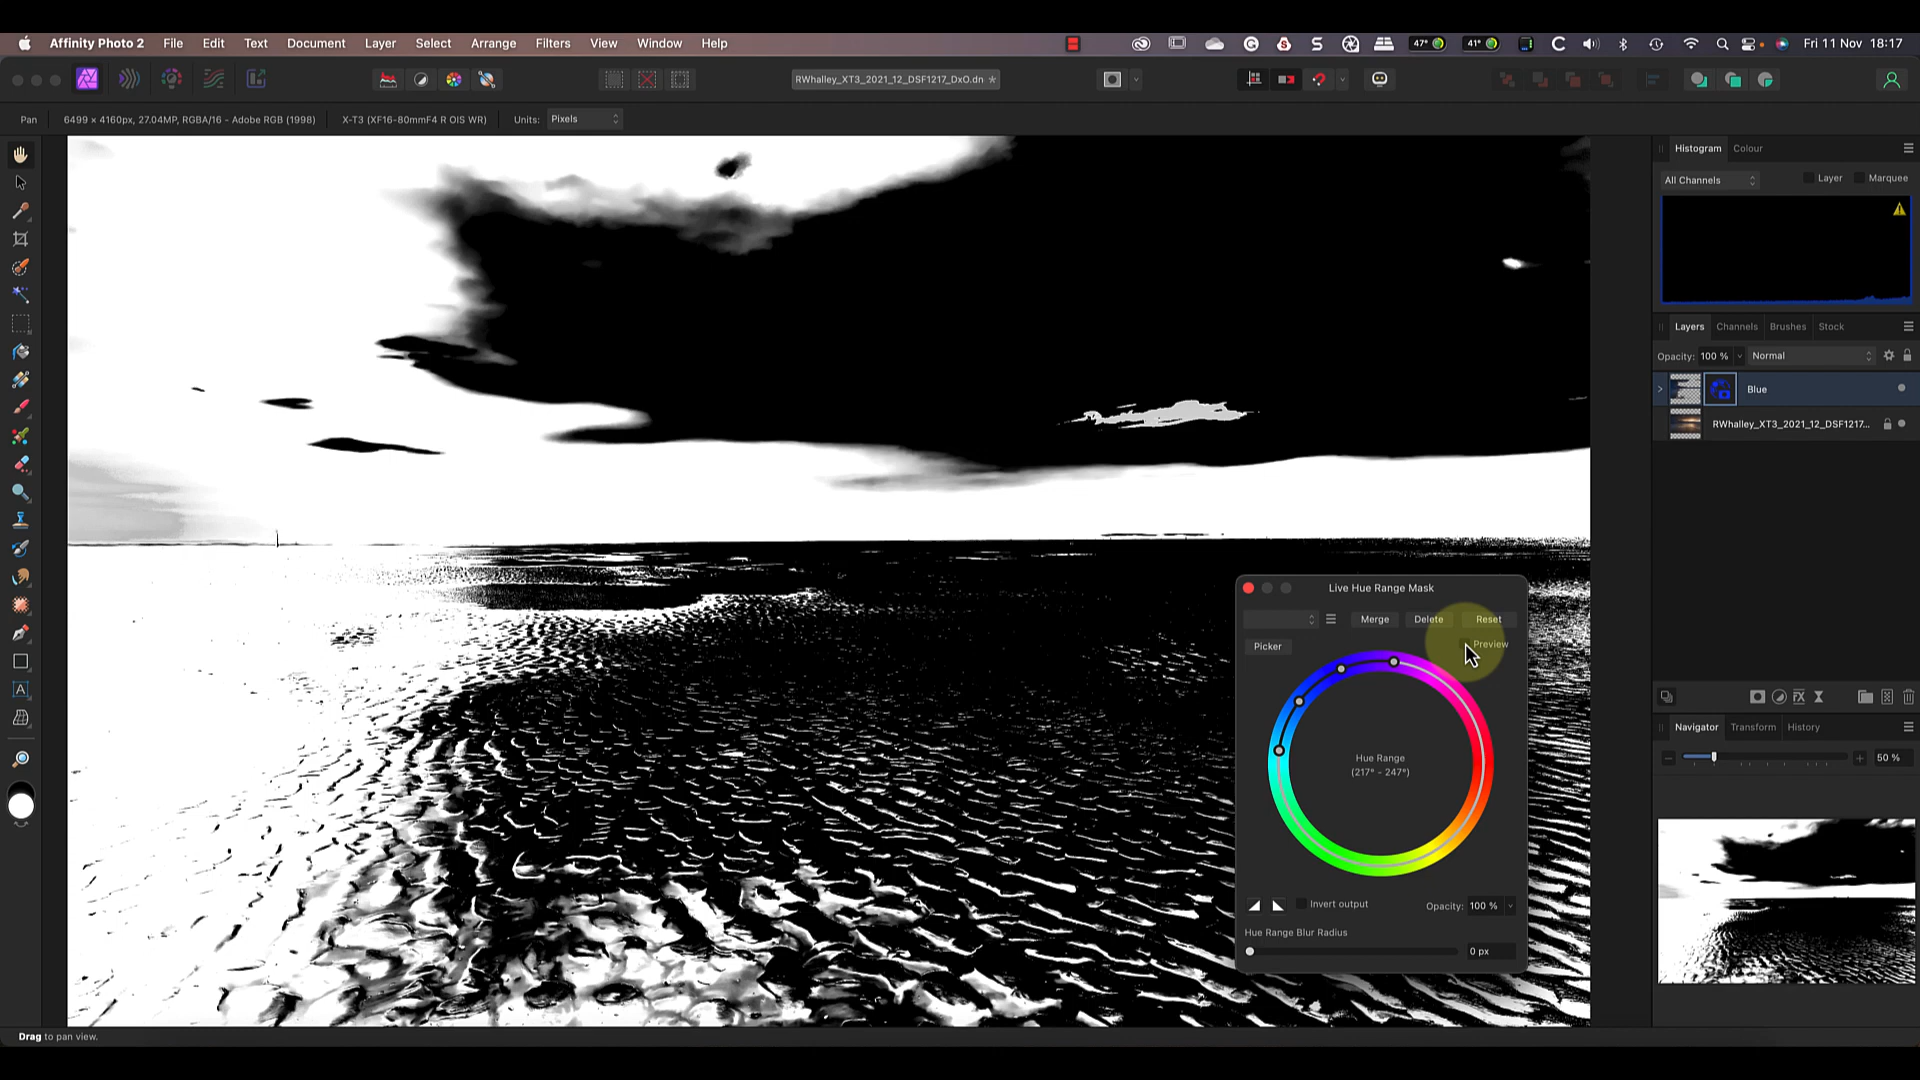 Affinity Photo 2 File Edit Text Document Layer Select Arrange Filters View Window Help 47° 41° Fri 11 Nov 18:17
RWhalley_XT3_2021_12_DSF1217_DxO.dn
Pan 6499 × 4160px, 27.04MP, RGBA/16 - Adobe RGB (1998) X-T3 (XF16-80mmF4 R OIS WR) Units: Pixels
Histogram Colour
All Channels Layer Marquee
Layers Channels Brushes Stock
Opacity: 100 % Normal
Blue
RWhalley_XT3_2021_12_DSF1217...
Live Hue Range Mask
Merge Delete Reset
Picker Preview
Hue Range
(217° - 247°)
Invert output Opacity: 100 %
Hue Range Blur Radius
0 px
Navigator Transform History
50 %
Drag to pan view.